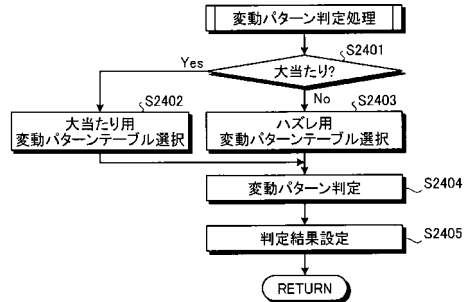 変動パターン判定処理
S2401
Yes
大当たり?
No
S2402
大当たり用
変動パターンテーブル選択
S2403
ハズレ用
変動パターンテーブル選択
変動パターン判定
S2404
判定結果設定
S2405
RETURN